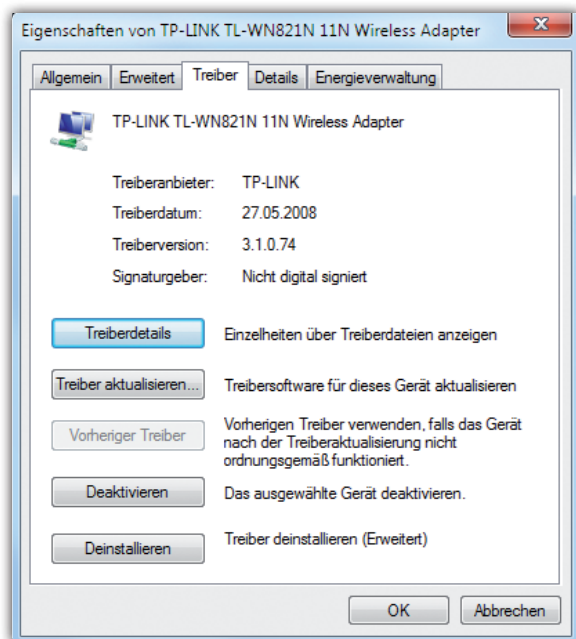 Eigenschaften von TP-LINK TL-WN821N 11N Wireless Adapter
Allgemein Erweitert Treiber Details Energieverwaltung
TP-LINK TL-WN821N 11N Wireless Adapter
Treiberanbieter: TP-LINK
Treiberdatum: 27.05.2008
Treiberversion: 3.1.0.74
Signaturgeber: Nicht digital signiert
Treiberdetails Einzelheiten über Treiberdateien anzeigen
Treiber aktualisieren... Treibersoftware für dieses Gerät aktualisieren
Vorheriger Treiber Vorherigen Treiber verwenden, falls das Gerät
nach der Treiberaktualisierung nicht
ordnungsgemäß funktioniert.
Deaktivieren Das ausgewählte Gerät deaktivieren.
Deinstallieren Treiber deinstallieren (Erweitert)
OK Abbrechen